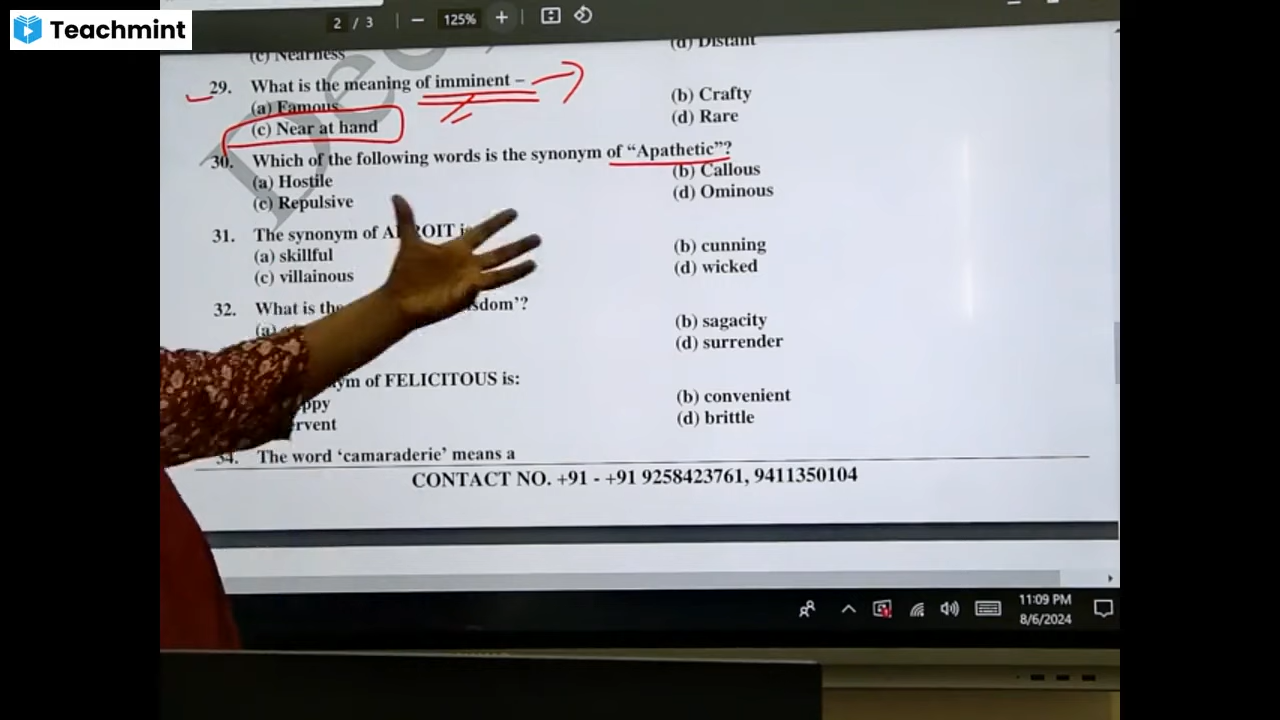 Teachmint
2 / 3 − 125% +
(c) Nearness
(d) Distant
29. What is the meaning of imminent –
(a) Famous
(b) Crafty
(c) Near at hand
(d) Rare
30. Which of the following words is the synonym of “Apathetic”?
(a) Hostile
(b) Callous
(c) Repulsive
(d) Ominous
31. The synonym of
(a) skillful
(b) cunning
(c) villainous
(d) wicked
32. What is the
(b) sagacity
(d) surrender
of FELICITOUS is:
(b) convenient
(d) brittle
34. The word ‘camaraderie’ means a
CONTACT NO. +91 - +91 9258423761, 9411350104
11:09 PM
8/6/2024